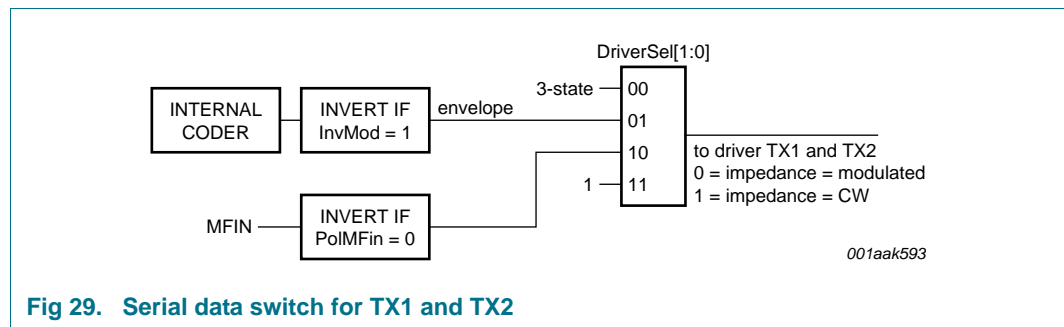 DriverSel[1:0]
3-state
00
INTERNAL
CODER
INVERT IF
InvMod = 1
envelope
01
10
1
11
to driver TX1 and TX2
0 = impedance = modulated
1 = impedance = CW
MFIN
INVERT IF
PolMFin = 0
001aak593
Fig 29. Serial data switch for TX1 and TX2